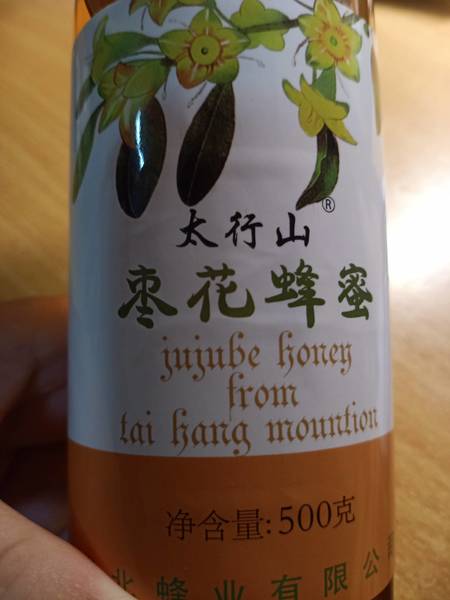 太行山®
枣花蜂蜜
jujube honey
from
tai hang mountion
净含量:500克
北蜂业有限公司